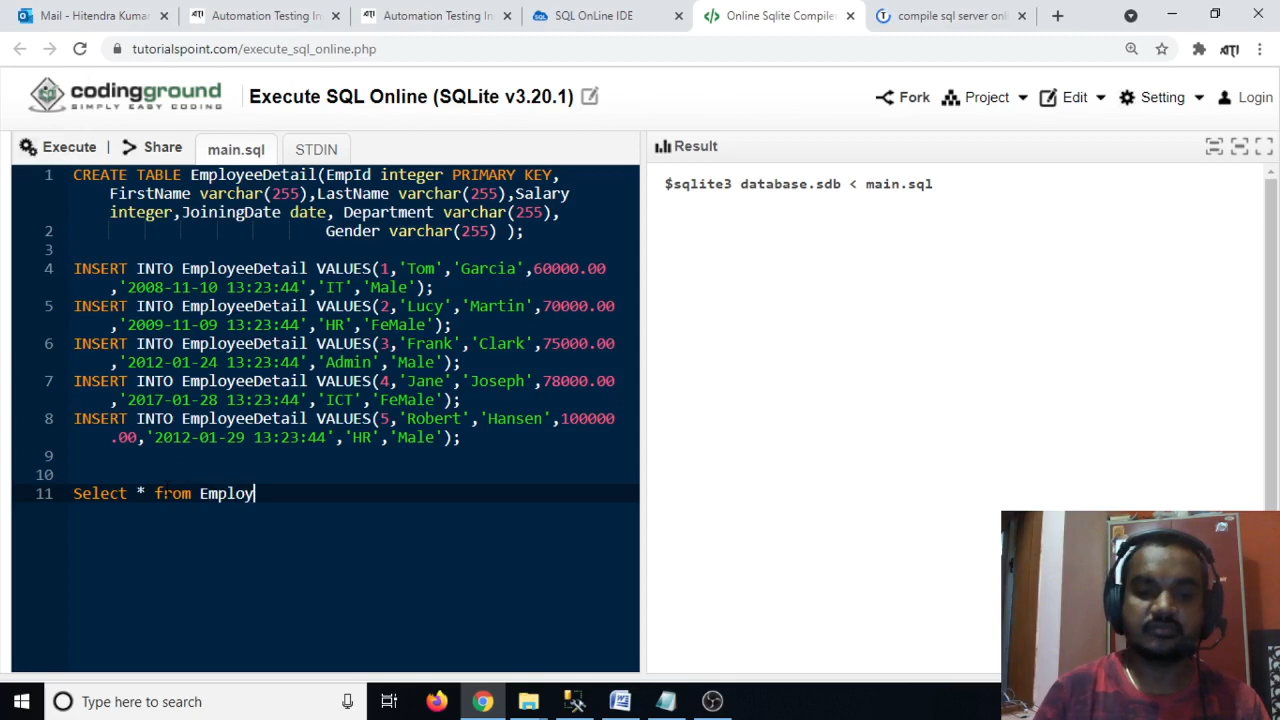 Mail - Hitendra Kumar
Automation Testing In
Automation Testing In
SQL OnLine IDE
Online Sqlite Compiler
compile sql server onl
tutorialspoint.com/execute_sql_online.php
codingground
SIMPLY EASY CODING
Execute SQL Online (SQLite v3.20.1)
Fork
Project
Edit
Setting
Login
Execute
Share
main.sql
STDIN
Result
1 CREATE TABLE EmployeeDetail(EmpId integer PRIMARY KEY,
FirstName varchar(255),LastName varchar(255),Salary
integer,JoiningDate date, Department varchar(255),
2 Gender varchar(255) );
3
4 INSERT INTO EmployeeDetail VALUES(1,'Tom','Garcia',60000.00
,'2008-11-10 13:23:44','IT','Male');
5 INSERT INTO EmployeeDetail VALUES(2,'Lucy','Martin',70000.00
,'2009-11-09 13:23:44','HR','FeMale');
6 INSERT INTO EmployeeDetail VALUES(3,'Frank','Clark',75000.00
,'2012-01-24 13:23:44','Admin','Male');
7 INSERT INTO EmployeeDetail VALUES(4,'Jane','Joseph',78000.00
,'2017-01-28 13:23:44','ICT','FeMale');
8 INSERT INTO EmployeeDetail VALUES(5,'Robert','Hansen',100000
.00,'2012-01-29 13:23:44','HR','Male');
9
10
11 Select * from Employ
$sqlite3 database.sdb < main.sql
Type here to search